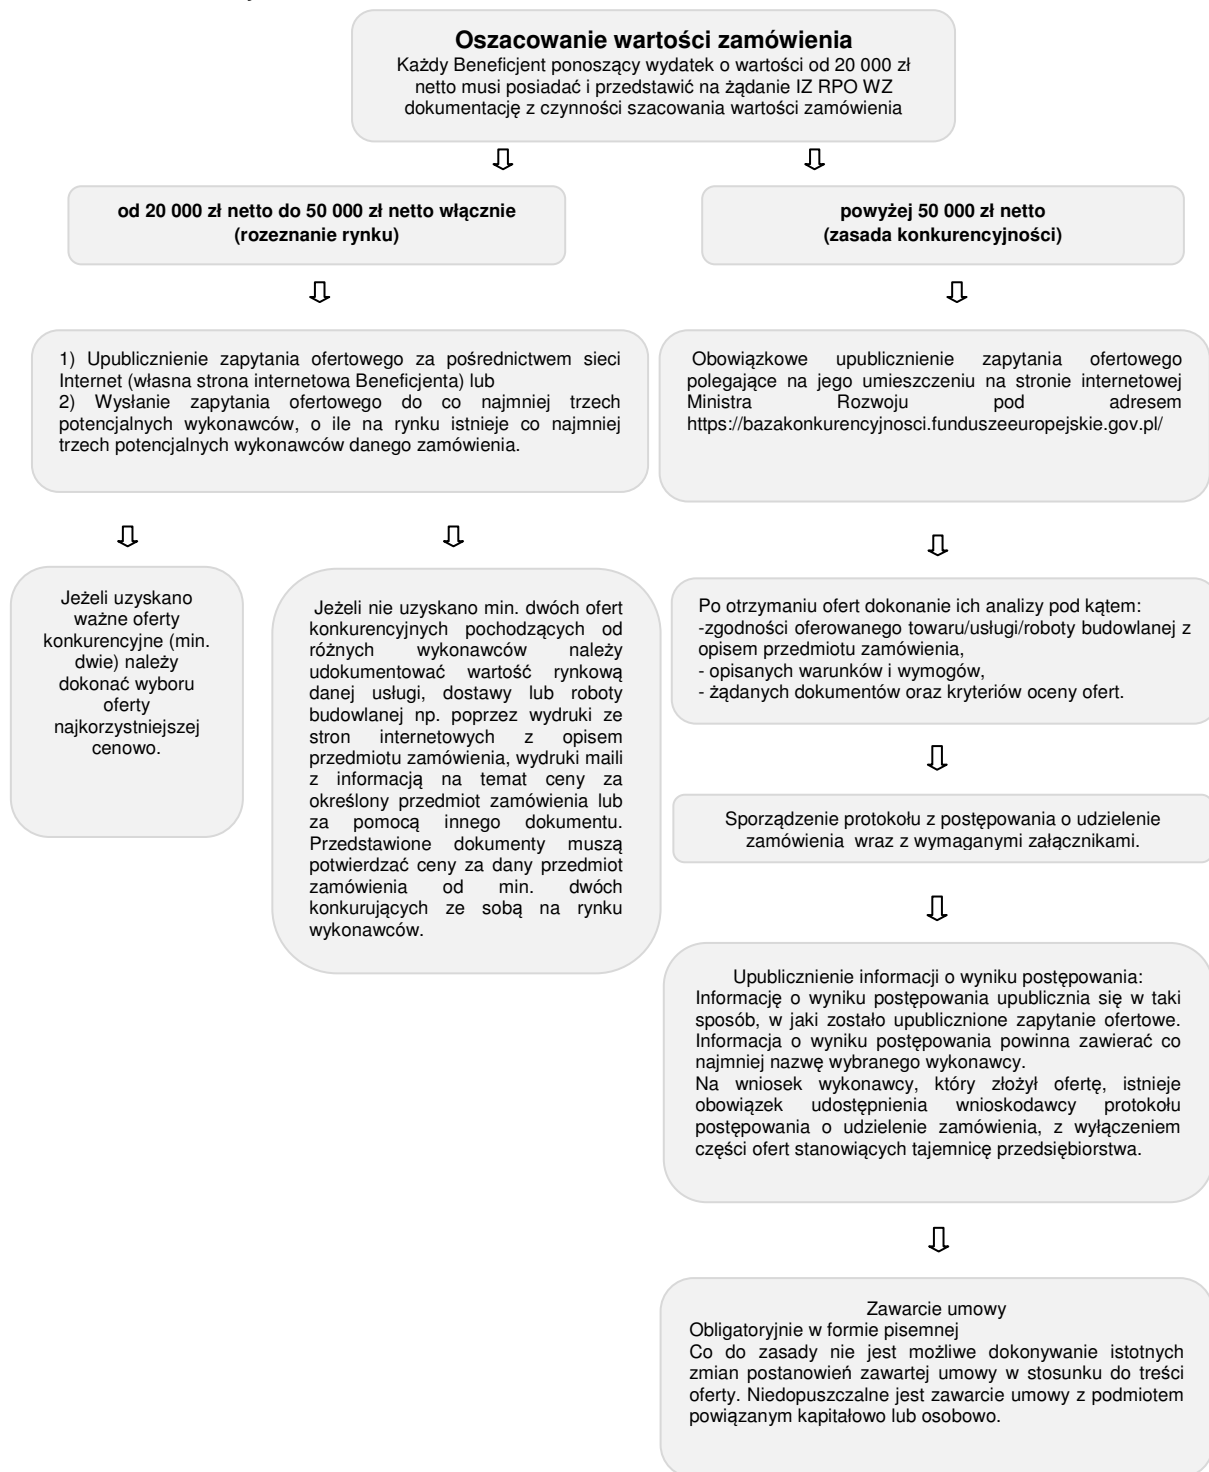 Oszacowanie wartości zamówienia
Każdy Beneficjent ponoszący wydatek o wartości od 20 000 zł
netto musi posiadać i przedstawić na żądanie IZ RPO WZ
dokumentację z czynności szacowania wartości zamówienia
od 20 000 zł netto do 50 000 zł netto włącznie
(rozeznanie rynku)
powyżej 50 000 zł netto
(zasada konkurencyjności)
1) Upublicznienie zapytania ofertowego za pośrednictwem sieci
Internet (własna strona internetowa Beneficjenta) lub
2) Wysłanie zapytania ofertowego do co najmniej trzech
potencjalnych wykonawców, o ile na rynku istnieje co najmniej
trzech potencjalnych wykonawców danego zamówienia.
Obowiązkowe upublicznienie zapytania ofertowego
polegające na jego umieszczeniu na stronie internetowej
Ministra Rozwoju pod adresem
https://bazakonkurencyjnosci.funduszeeuropejskie.gov.pl/
Jeżeli uzyskano
ważne oferty
konkurencyjne (min.
dwie) należy
dokonać wyboru
oferty
najkorzystniejszej
cenowo.
Jeżeli nie uzyskano min. dwóch ofert
konkurencyjnych pochodzących od
różnych wykonawców należy
udokumentować wartość rynkową
danej usługi, dostawy lub roboty
budowlanej np. poprzez wydruki ze
stron internetowych z opisem
przedmiotu zamówienia, wydruki maili
z informacją na temat ceny za
określony przedmiot zamówienia lub
za pomocą innego dokumentu.
Przedstawione dokumenty muszą
potwierdzać ceny za dany przedmiot
zamówienia od min. dwóch
konkurujących ze sobą na rynku
wykonawców.
Po otrzymaniu ofert dokonanie ich analizy pod kątem:
-zgodności oferowanego towaru/usługi/roboty budowlanej z
opisem przedmiotu zamówienia,
- opisanych warunków i wymogów,
- żądanych dokumentów oraz kryteriów oceny ofert.
Sporządzenie protokołu z postępowania o udzielenie
zamówienia wraz z wymaganymi załącznikami.
Upublicznienie informacji o wyniku postępowania:
Informację o wyniku postępowania upublicznia się w taki
sposób, w jaki zostało upublicznione zapytanie ofertowe.
Informacja o wyniku postępowania powinna zawierać co
najmniej nazwę wybranego wykonawcy.
Na wniosek wykonawcy, który złożył ofertę, istnieje
obowiązek udostępnienia wnioskodawcy protokołu
postępowania o udzielenie zamówienia, z wyłączeniem
części ofert stanowiących tajemnicę przedsiębiorstwa.
Zawarcie umowy
Obligatoryjnie w formie pisemnej
Co do zasady nie jest możliwe dokonywanie istotnych
zmian postanowień zawartej umowy w stosunku do treści
oferty. Niedopuszczalne jest zawarcie umowy z podmiotem
powiązanym kapitałowo lub osobowo.